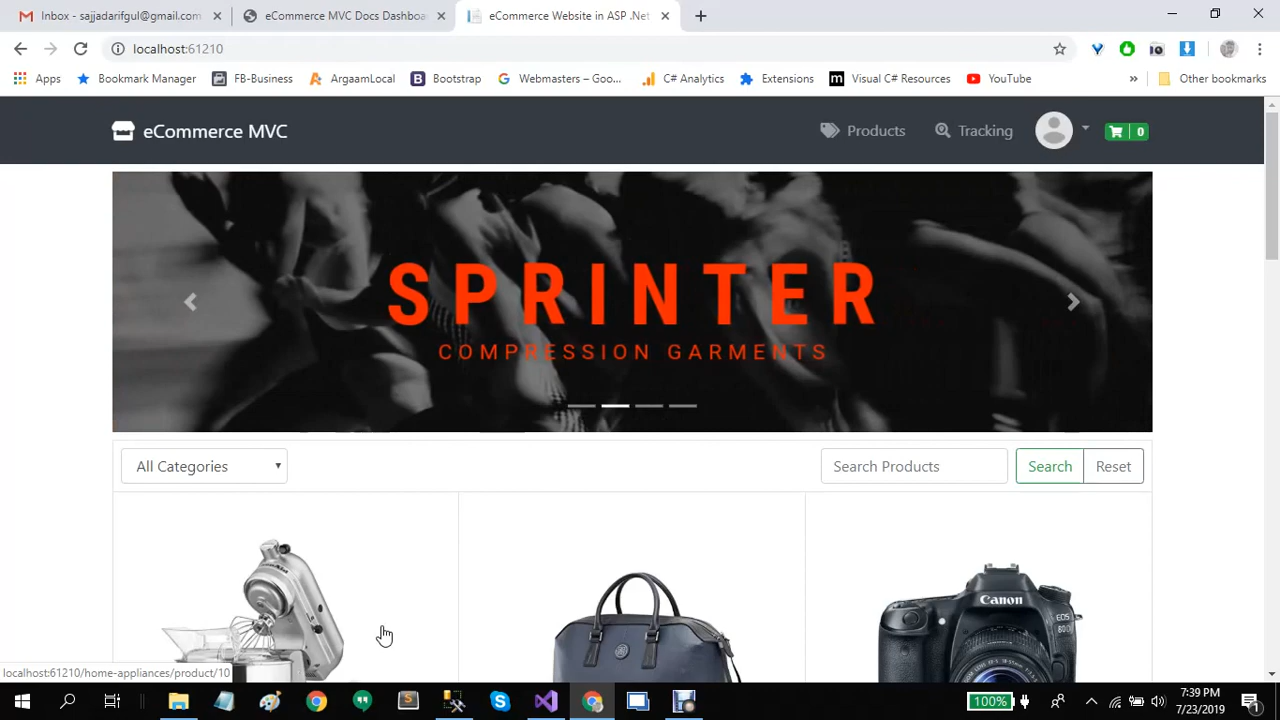 Inbox - sajjadarifgul@gmail.com
eCommerce MVC Docs Dashboa
eCommerce Website in ASP .Net
localhost:61210
Apps
Bookmark Manager
FB-Business
ArgaamLocal
Bootstrap
Webmasters – Goo...
C# Analytics
Extensions
Visual C# Resources
YouTube
»
Other bookmarks
eCommerce MVC
Products
Tracking
0
SPRINTER
COMPRESSION GARMENTS
All Categories
Search Products
Search
Reset
Canon
EOS
80D
localhost:61210/home-appliances/product/10
100%
7:39 PM
7/23/2019